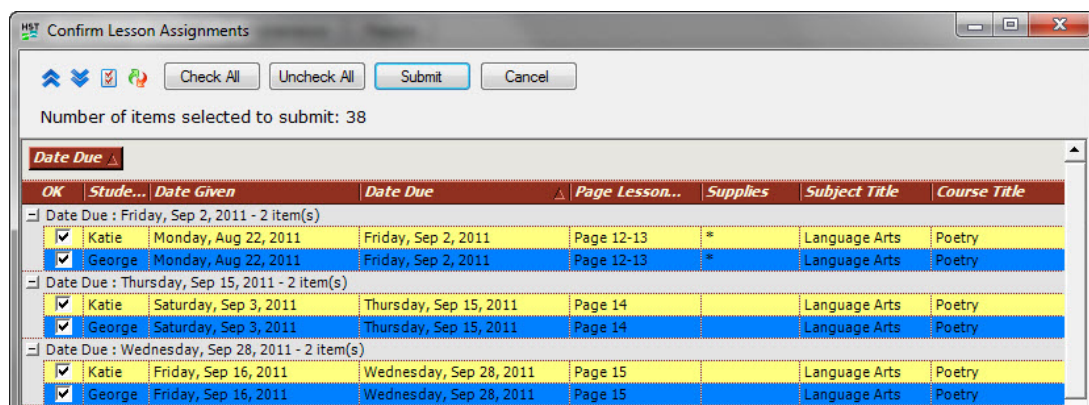 HST Confirm Lesson Assignments
Check All Uncheck All Submit Cancel
Number of items selected to submit: 38
Date Due
OK Stude... Date Given Date Due Page Lesson... Supplies Subject Title Course Title
Date Due : Friday, Sep 2, 2011 - 2 item(s)
Katie Monday, Aug 22, 2011 Friday, Sep 2, 2011 Page 12-13 * Language Arts Poetry
George Monday, Aug 22, 2011 Friday, Sep 2, 2011 Page 12-13 * Language Arts Poetry
Date Due : Thursday, Sep 15, 2011 - 2 item(s)
Katie Saturday, Sep 3, 2011 Thursday, Sep 15, 2011 Page 14 Language Arts Poetry
George Saturday, Sep 3, 2011 Thursday, Sep 15, 2011 Page 14 Language Arts Poetry
Date Due : Wednesday, Sep 28, 2011 - 2 item(s)
Katie Friday, Sep 16, 2011 Wednesday, Sep 28, 2011 Page 15 Language Arts Poetry
George Friday, Sep 16, 2011 Wednesday, Sep 28, 2011 Page 15 Language Arts Poetry